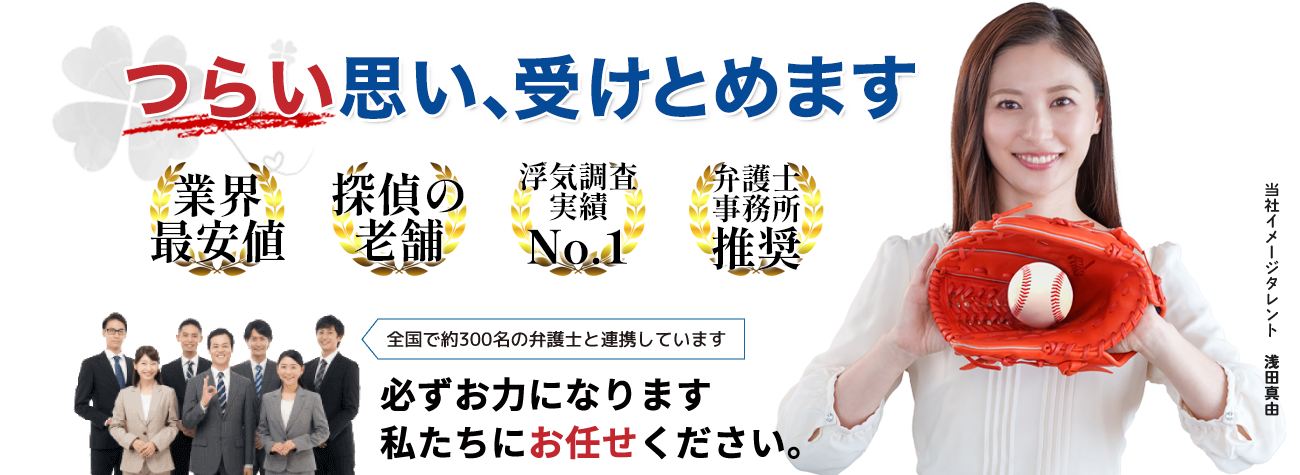 つらい思い、受けとめます
業界
最安値
探偵の
老舗
浮気調査
実績
No.1
弁護士
事務所
推奨
全国で約300名の弁護士と連携しています
必ずお力になります
私たちにお任せください。
当社イメージタレント 浅田真由